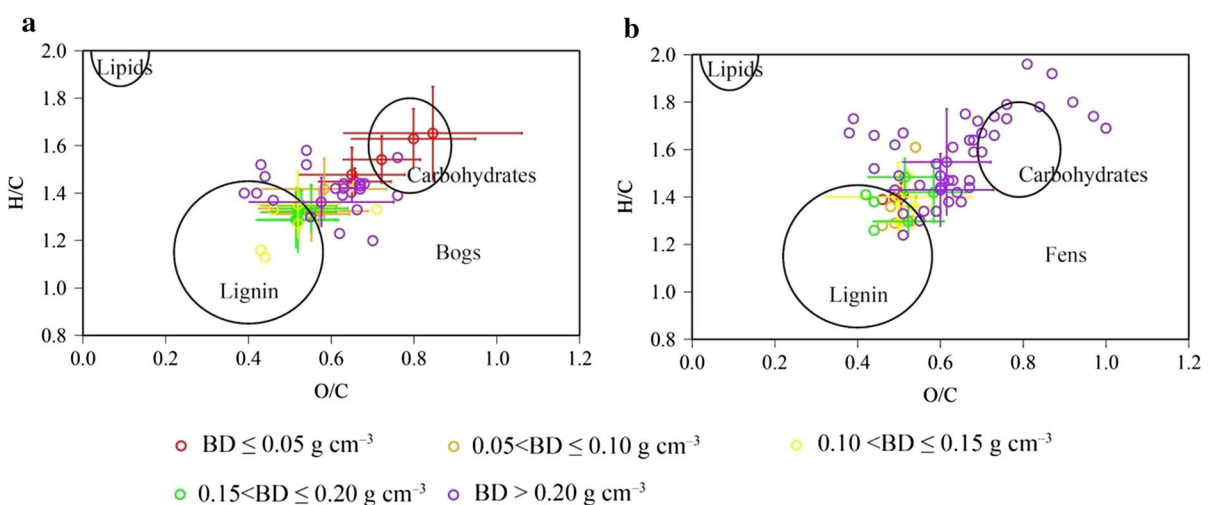 a
H/C
2.0
1.8
1.6
1.4
1.2
1.0
0.8
Lipids
Carbohydrates
Bogs
Lignin
0.0 0.2 0.4 0.6 0.8 1.0 1.2
O/C
b
H/C
2.0
1.8
1.6
1.4
1.2
1.0
0.8
Lipids
Carbohydrates
Fens
Lignin
0.0 0.2 0.4 0.6 0.8 1.0 1.2
O/C
BD ≤ 0.05 g cm⁻³
0.05<BD ≤ 0.10 g cm⁻³
0.10 <BD ≤ 0.15 g cm⁻³
0.15<BD ≤ 0.20 g cm⁻³
BD > 0.20 g cm⁻³